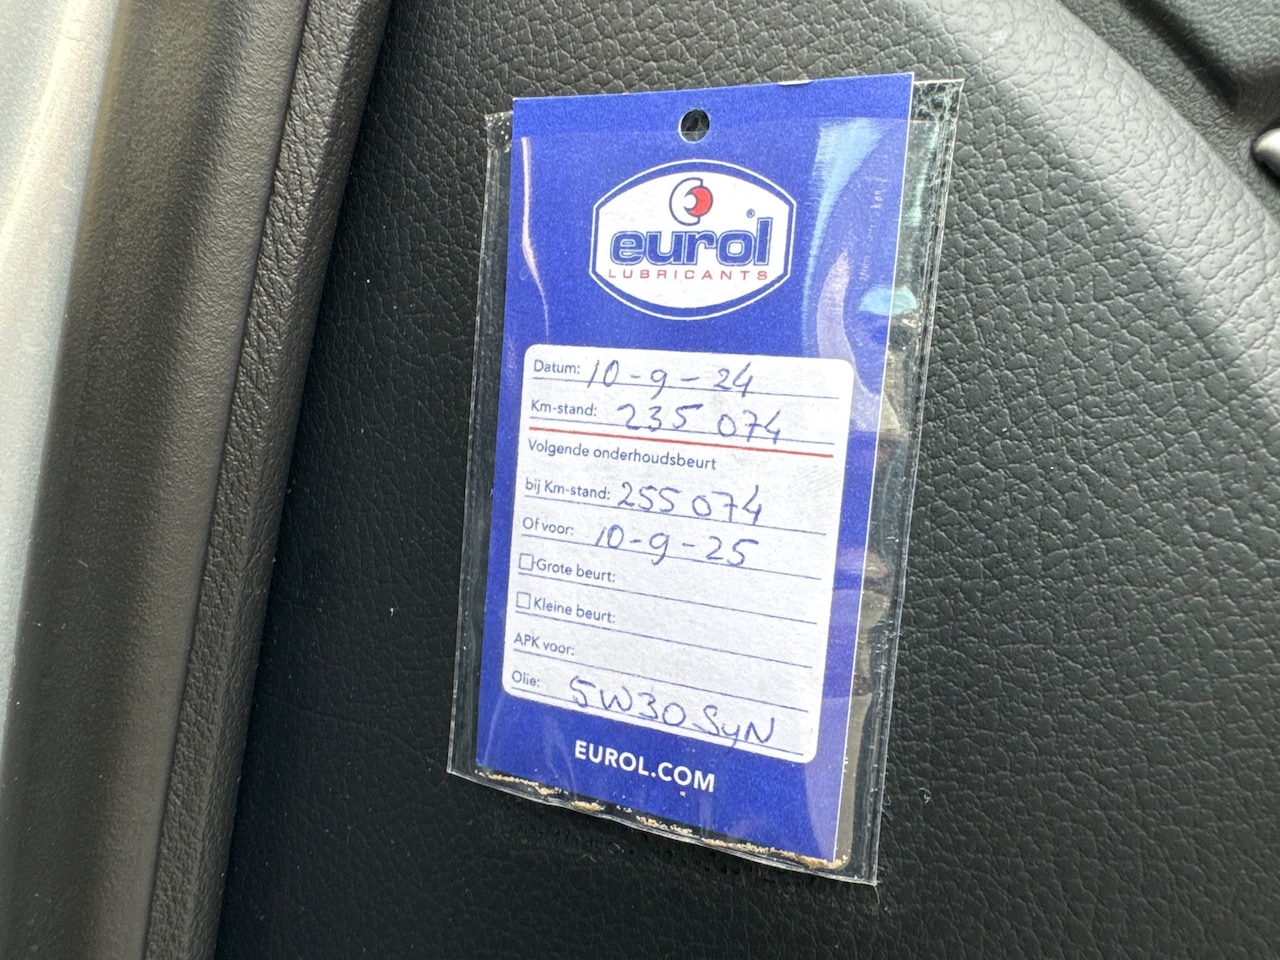 eurol®
LUBRICANTS
Datum: 10-9-24
Km-stand: 235 074
Volgende onderhoudsbeurt
bij Km-stand: 255 074
Of voor: 10-9-25
Grote beurt:
Kleine beurt:
APK voor:
Olie: 5W30 SyN
EUROL.COM